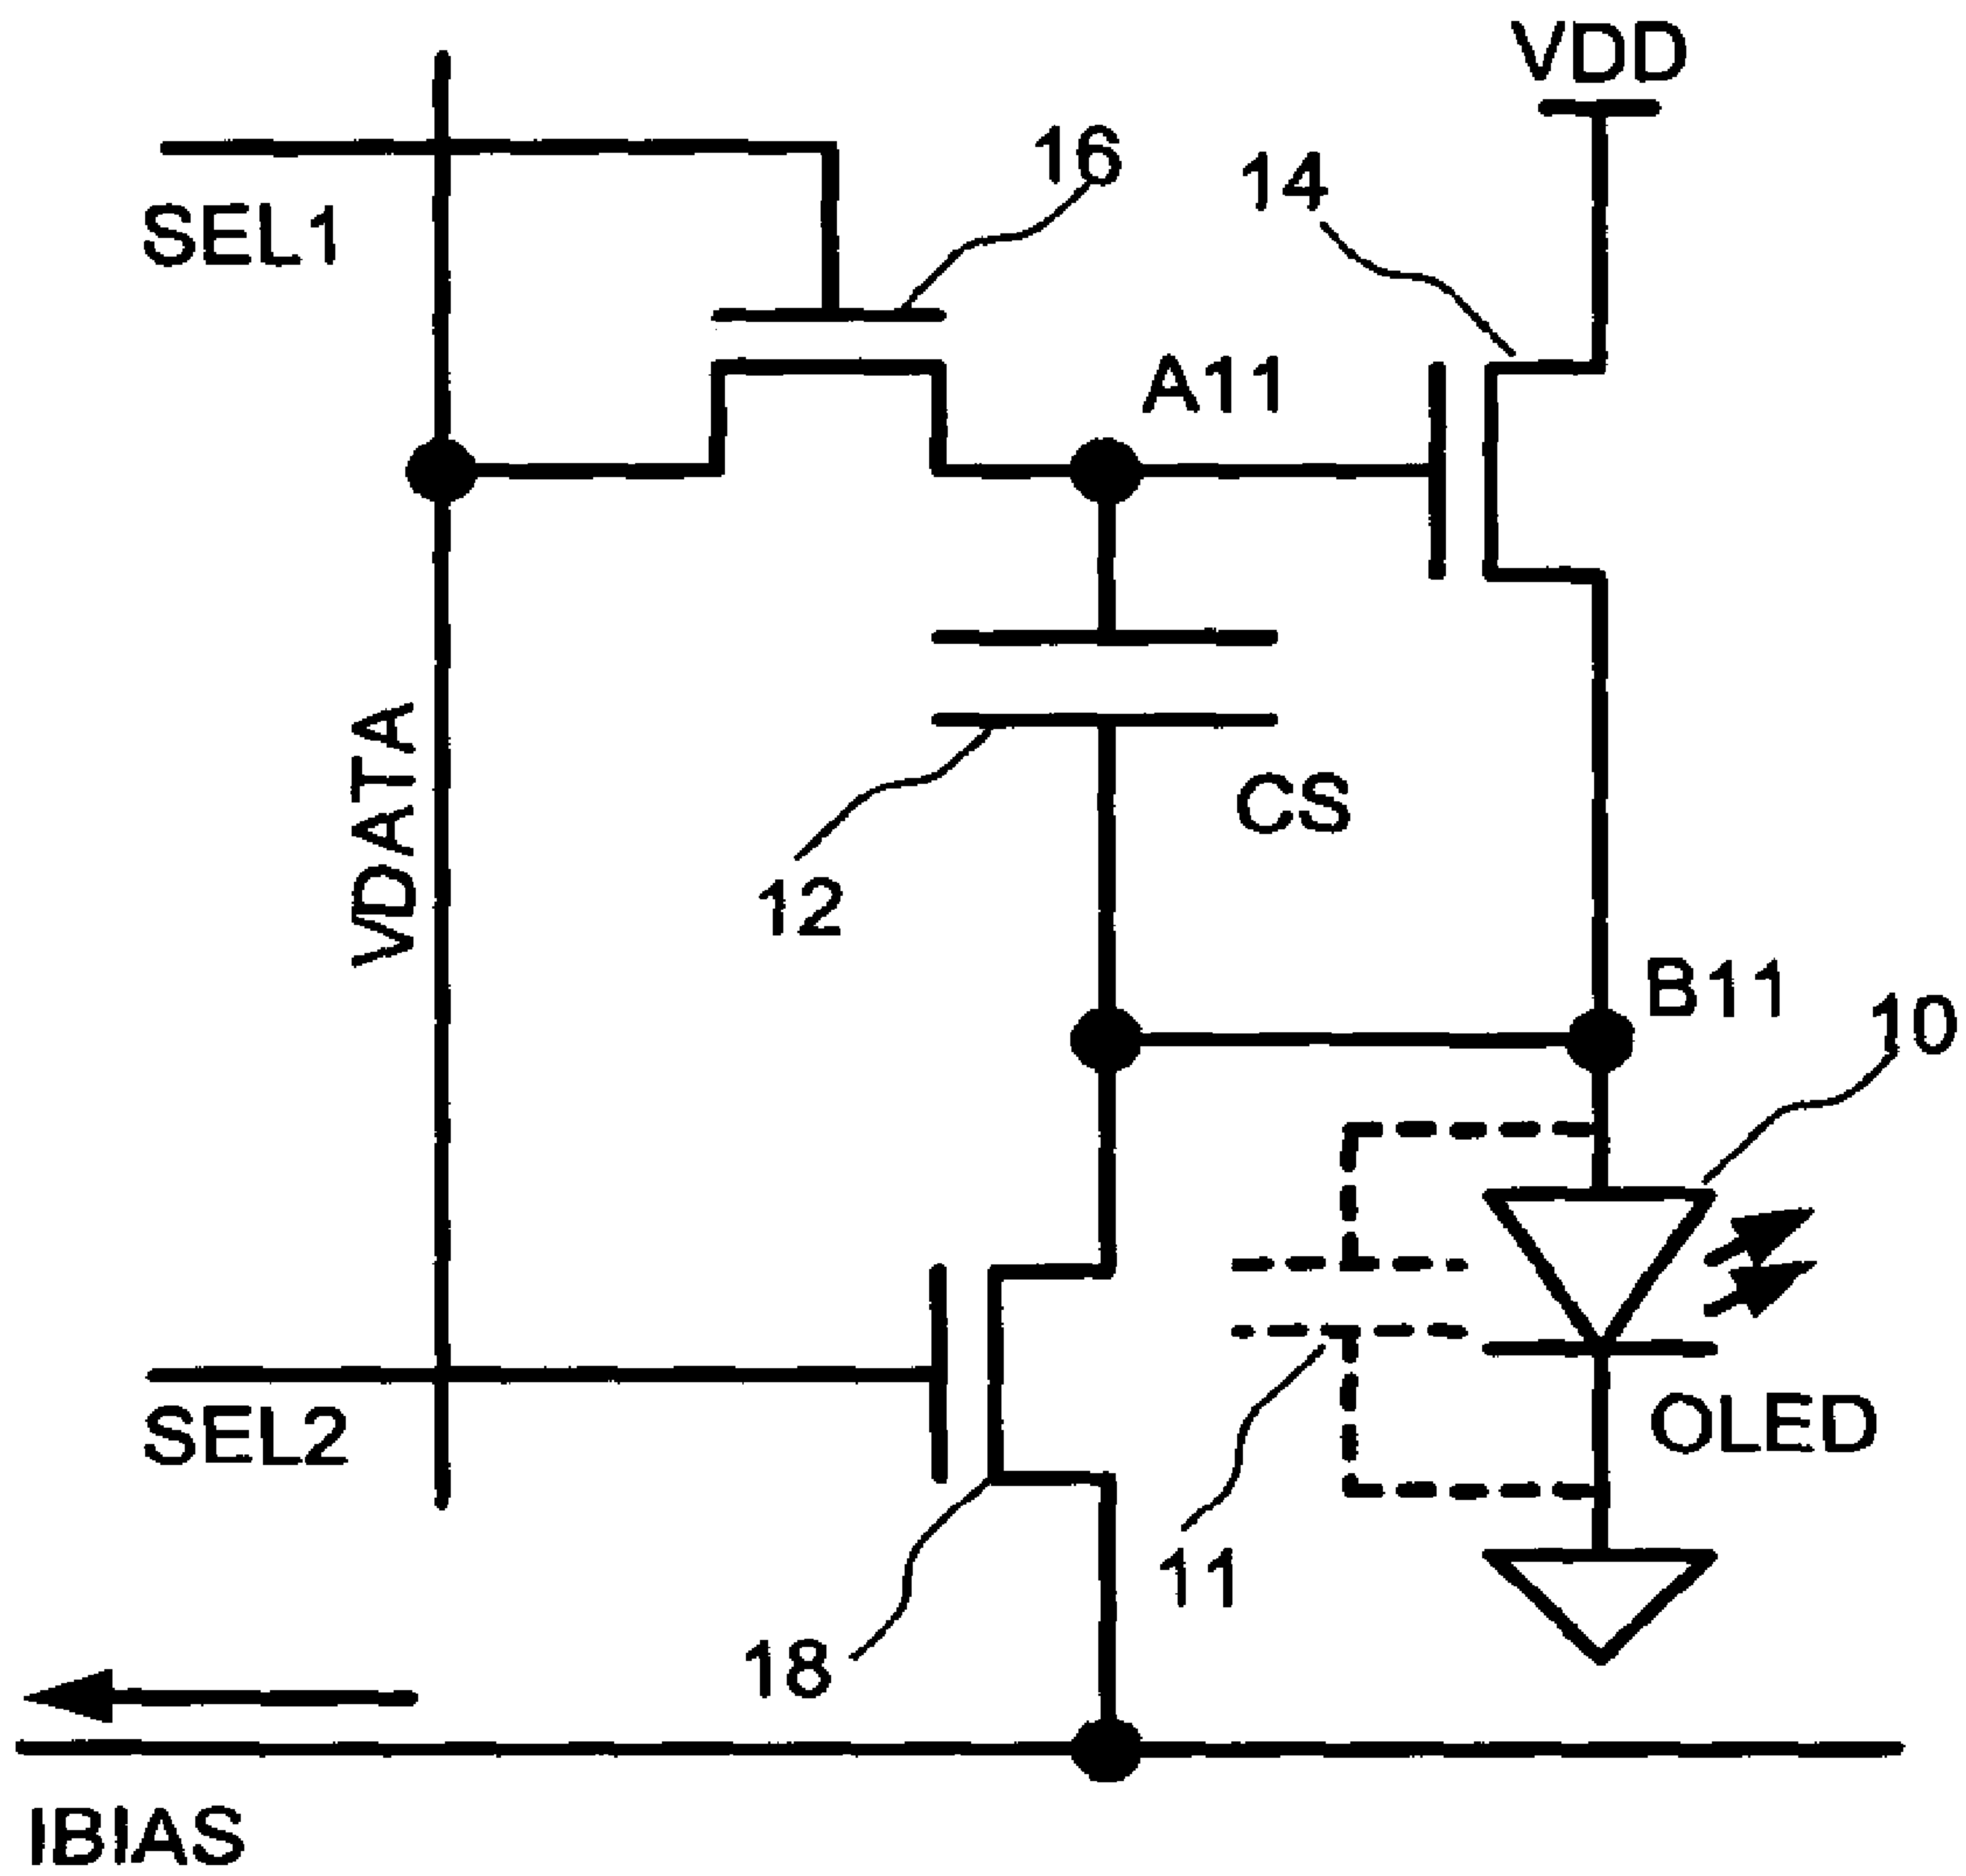 VDD
16
14
SEL1
A11
VDATA
CS
12
B11
10
OLED
SEL2
11
18
IBIAS